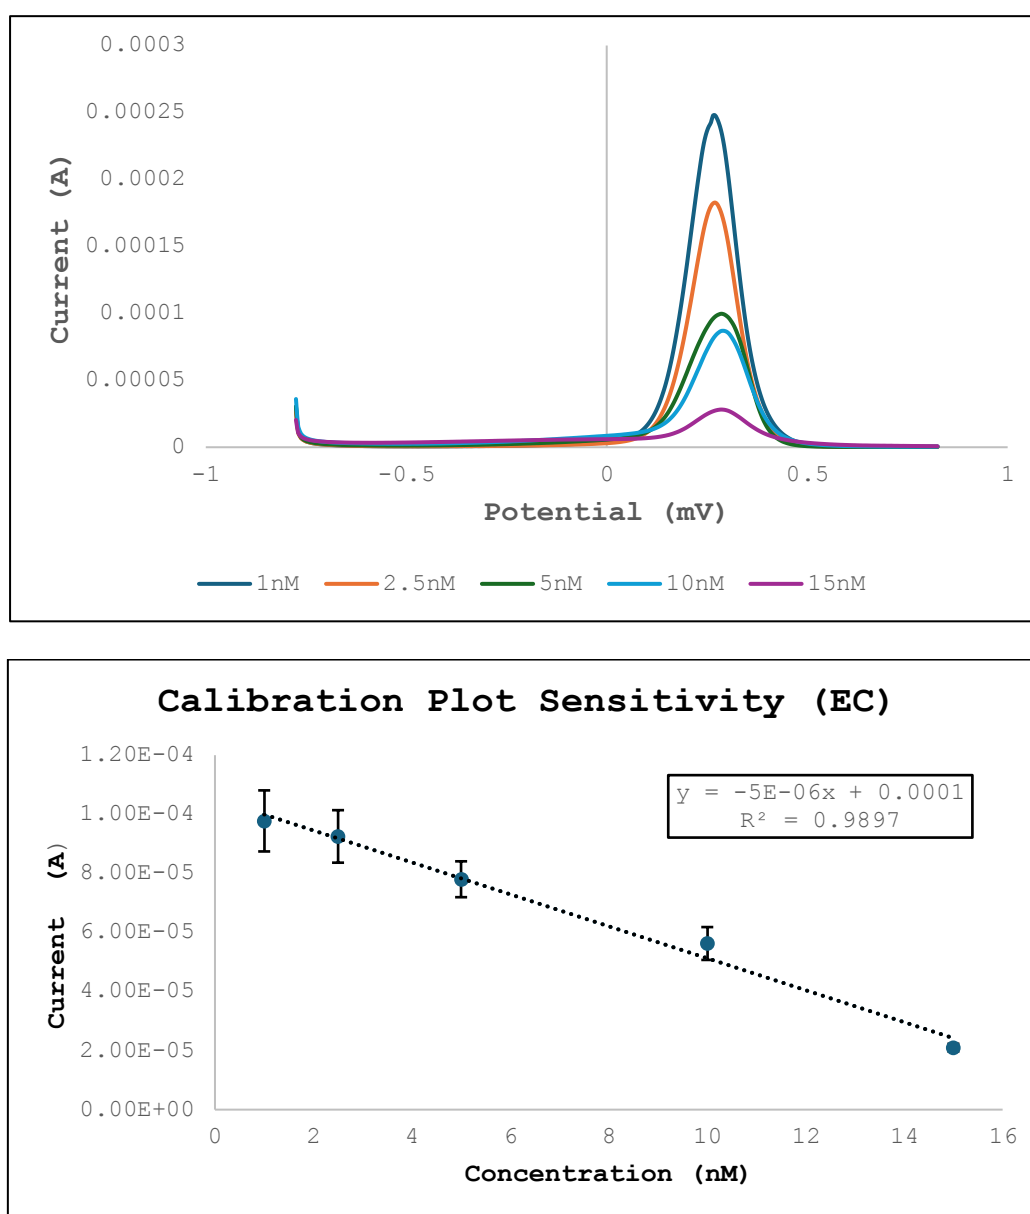 0.0003
0.00025
0.0002
0.00015
0.0001
0.00005
0
Current (A)
-1 -0.5 0 0.5 1
Potential (mV)
1nM 2.5nM 5nM 10nM 15nM
Calibration Plot Sensitivity (EC)
1.20E-04
1.00E-04
8.00E-05
6.00E-05
4.00E-05
2.00E-05
0.00E+00
Current (A)
y = -5E-06x + 0.0001
R² = 0.9897
0 2 4 6 8 10 12 14 16
Concentration (nM)